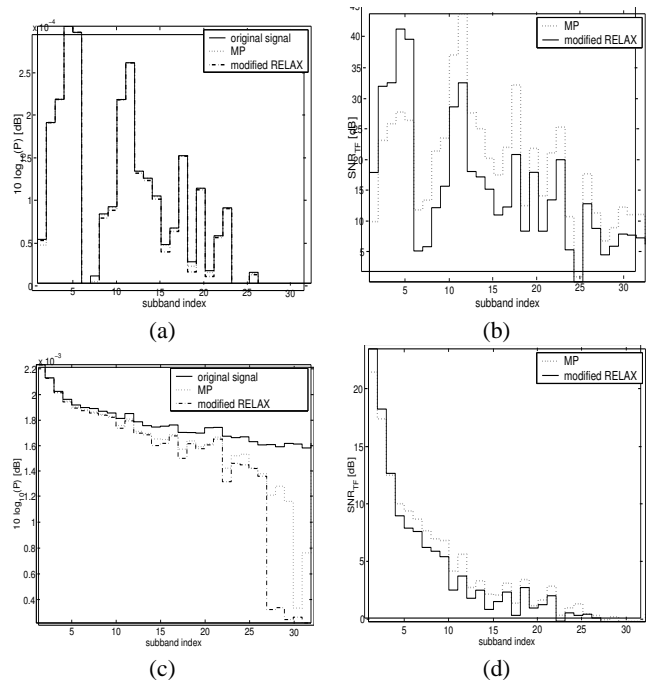 x 10⁻⁴
original signal
MP
modified RELAX
10 log₁₀(P) [dB]
2.5
2
1.5
1
0.5
0
5 10 15 20 25 30
subband index
(a)
MP
modified RELAX
SNR_TF [dB]
45
40
35
30
25
20
15
10
5
5 10 15 20 25 30
subband index
(b)
x 10⁻³
original signal
MP
modified RELAX
10 log₁₀(P) [dB]
2.2
2
1.8
1.6
1.4
1.2
1
0.8
0.6
0.4
5 10 15 20 25 30
subband index
(c)
MP
modified RELAX
SNR_TF [dB]
20
15
10
5
0
5 10 15 20 25 30
subband index
(d)